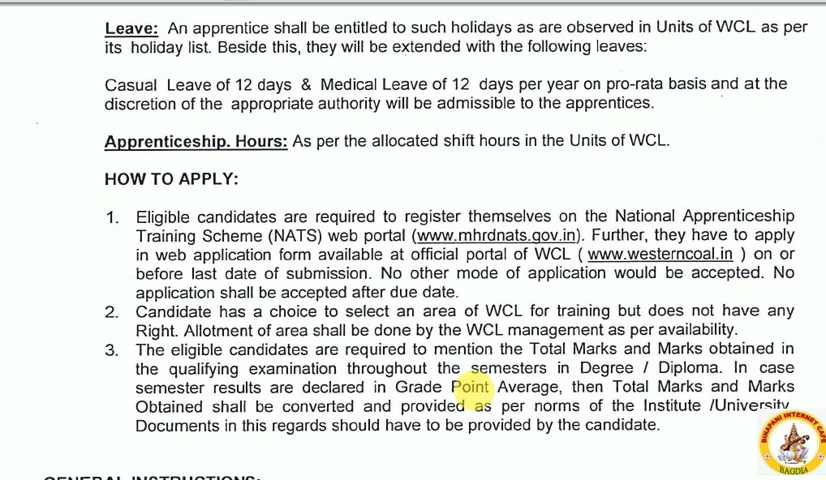 Leave: An apprentice shall be entitled to such holidays as are observed in Units of WCL as per
its holiday list. Beside this, they will be extended with the following leaves:
Casual Leave of 12 days & Medical Leave of 12 days per year on pro-rata basis and at the
discretion of the appropriate authority will be admissible to the apprentices.
Apprenticeship. Hours: As per the allocated shift hours in the Units of WCL.
HOW TO APPLY:
1. Eligible candidates are required to register themselves on the National Apprenticeship
Training Scheme (NATS) web portal (www.mhrdnats.gov.in). Further, they have to apply
in web application form available at official portal of WCL ( www.westerncoal.in ) on or
before last date of submission. No other mode of application would be accepted. No
application shall be accepted after due date.
2. Candidate has a choice to select an area of WCL for training but does not have any
Right. Allotment of area shall be done by the WCL management as per availability.
3. The eligible candidates are required to mention the Total Marks and Marks obtained in
the qualifying examination throughout the semesters in Degree / Diploma. In case
semester results are declared in Grade Point Average, then Total Marks and Marks
Obtained shall be converted and provided as per norms of the Institute /University.
Documents in this regards should have to be provided by the candidate.
BINAPANI INTERNET CAFE
BAGDIA
GENERAL INSTRUCTIONS: